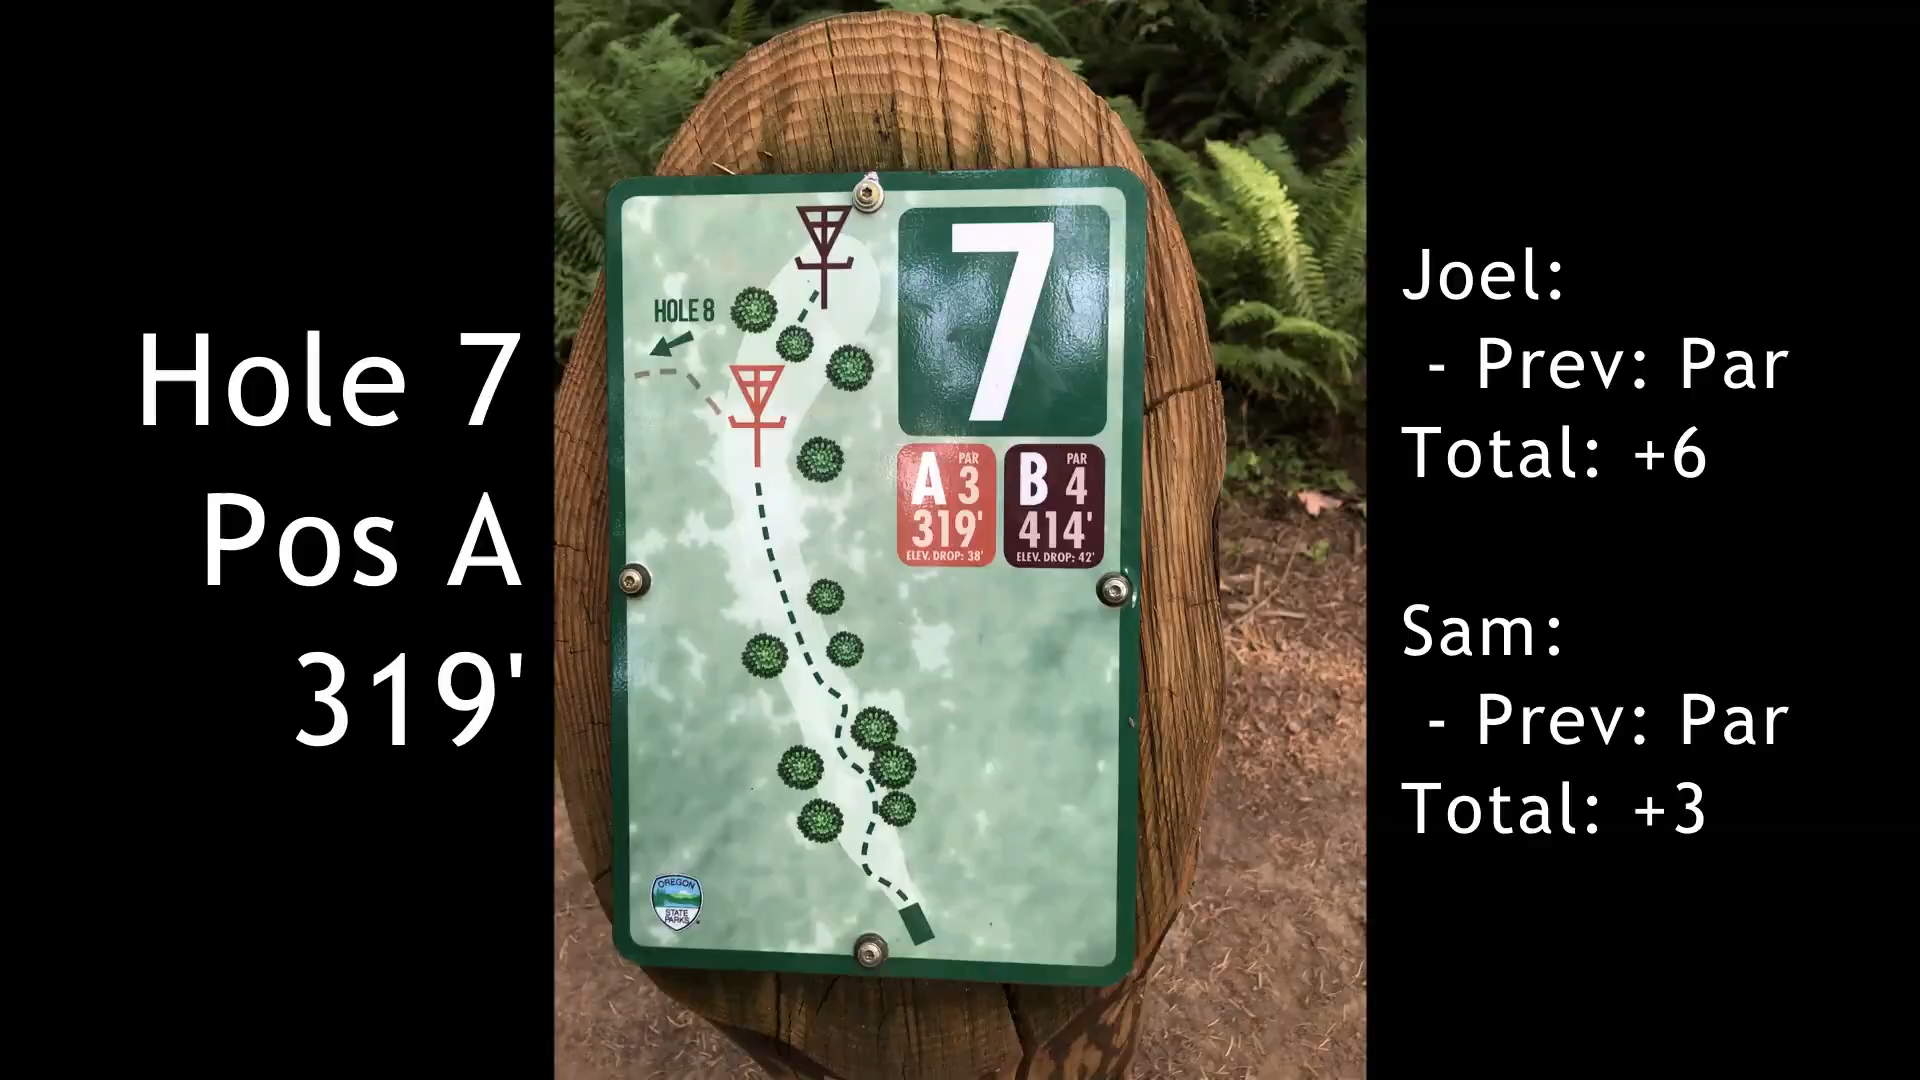 Hole 7
Pos A
319'
HOLE 8
7
A PAR 3
319'
ELEV. DROP: 38'
B PAR 4
414'
ELEV. DROP: 42'
OREGON
STATE
PARKS
Joel:
- Prev: Par
Total: +6
Sam:
- Prev: Par
Total: +3